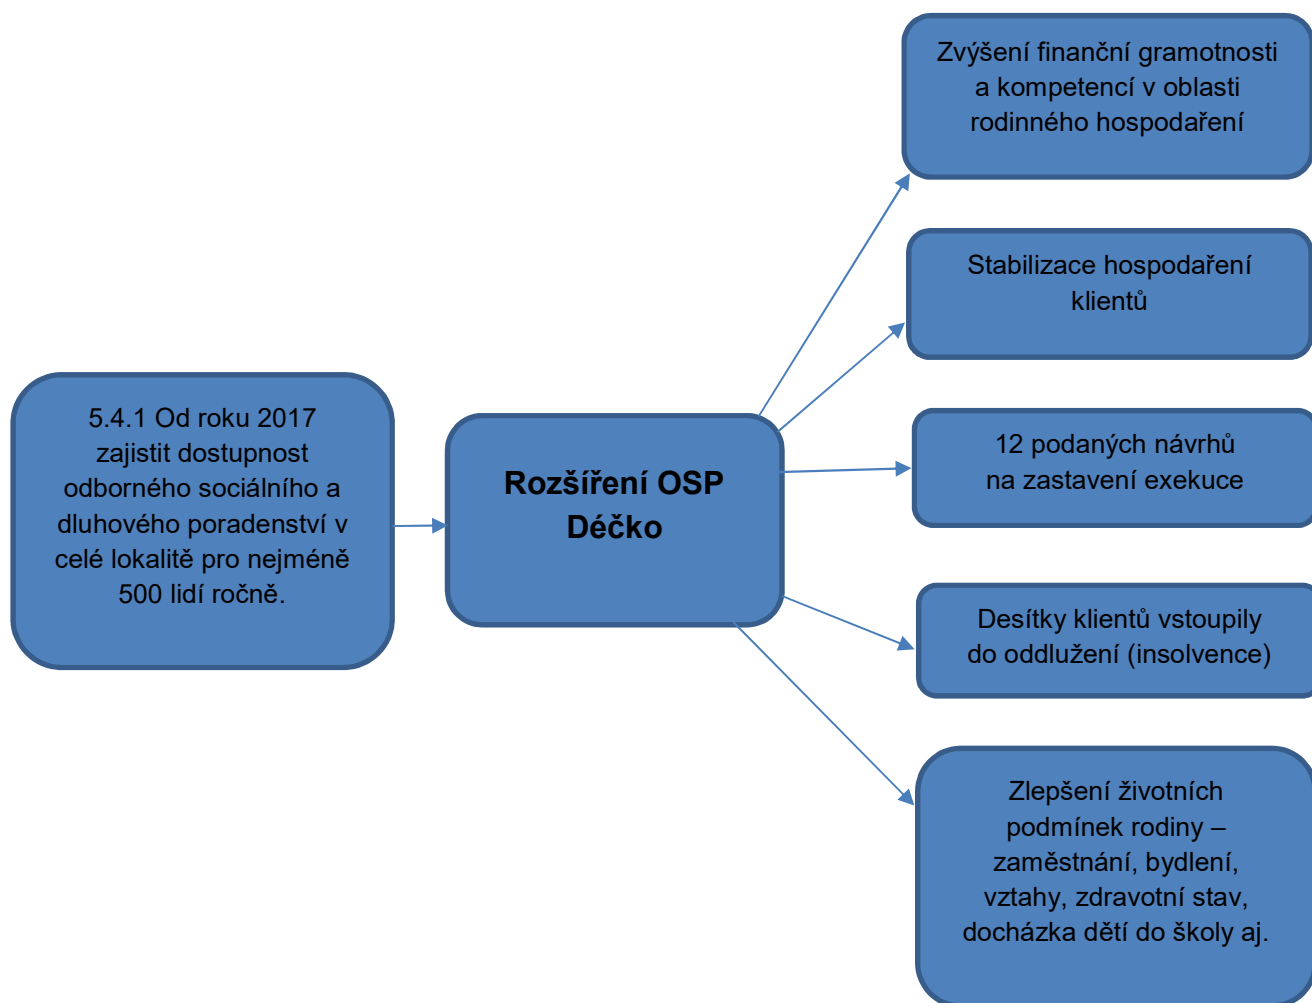 5.4.1 Od roku 2017
zajistit dostupnost
odborného sociálního a
dluhového poradenství v
celé lokalitě pro nejméně
500 lidí ročně.
Rozšíření OSP
Déčko
Zvýšení finanční gramotnosti
a kompetencí v oblasti
rodinného hospodaření
Stabilizace hospodaření
klientů
12 podaných návrhů
na zastavení exekuce
Desítky klientů vstoupily
do oddlužení (insolvence)
Zlepšení životních
podmínek rodiny –
zaměstnání, bydlení,
vztahy, zdravotní stav,
docházka dětí do školy aj.